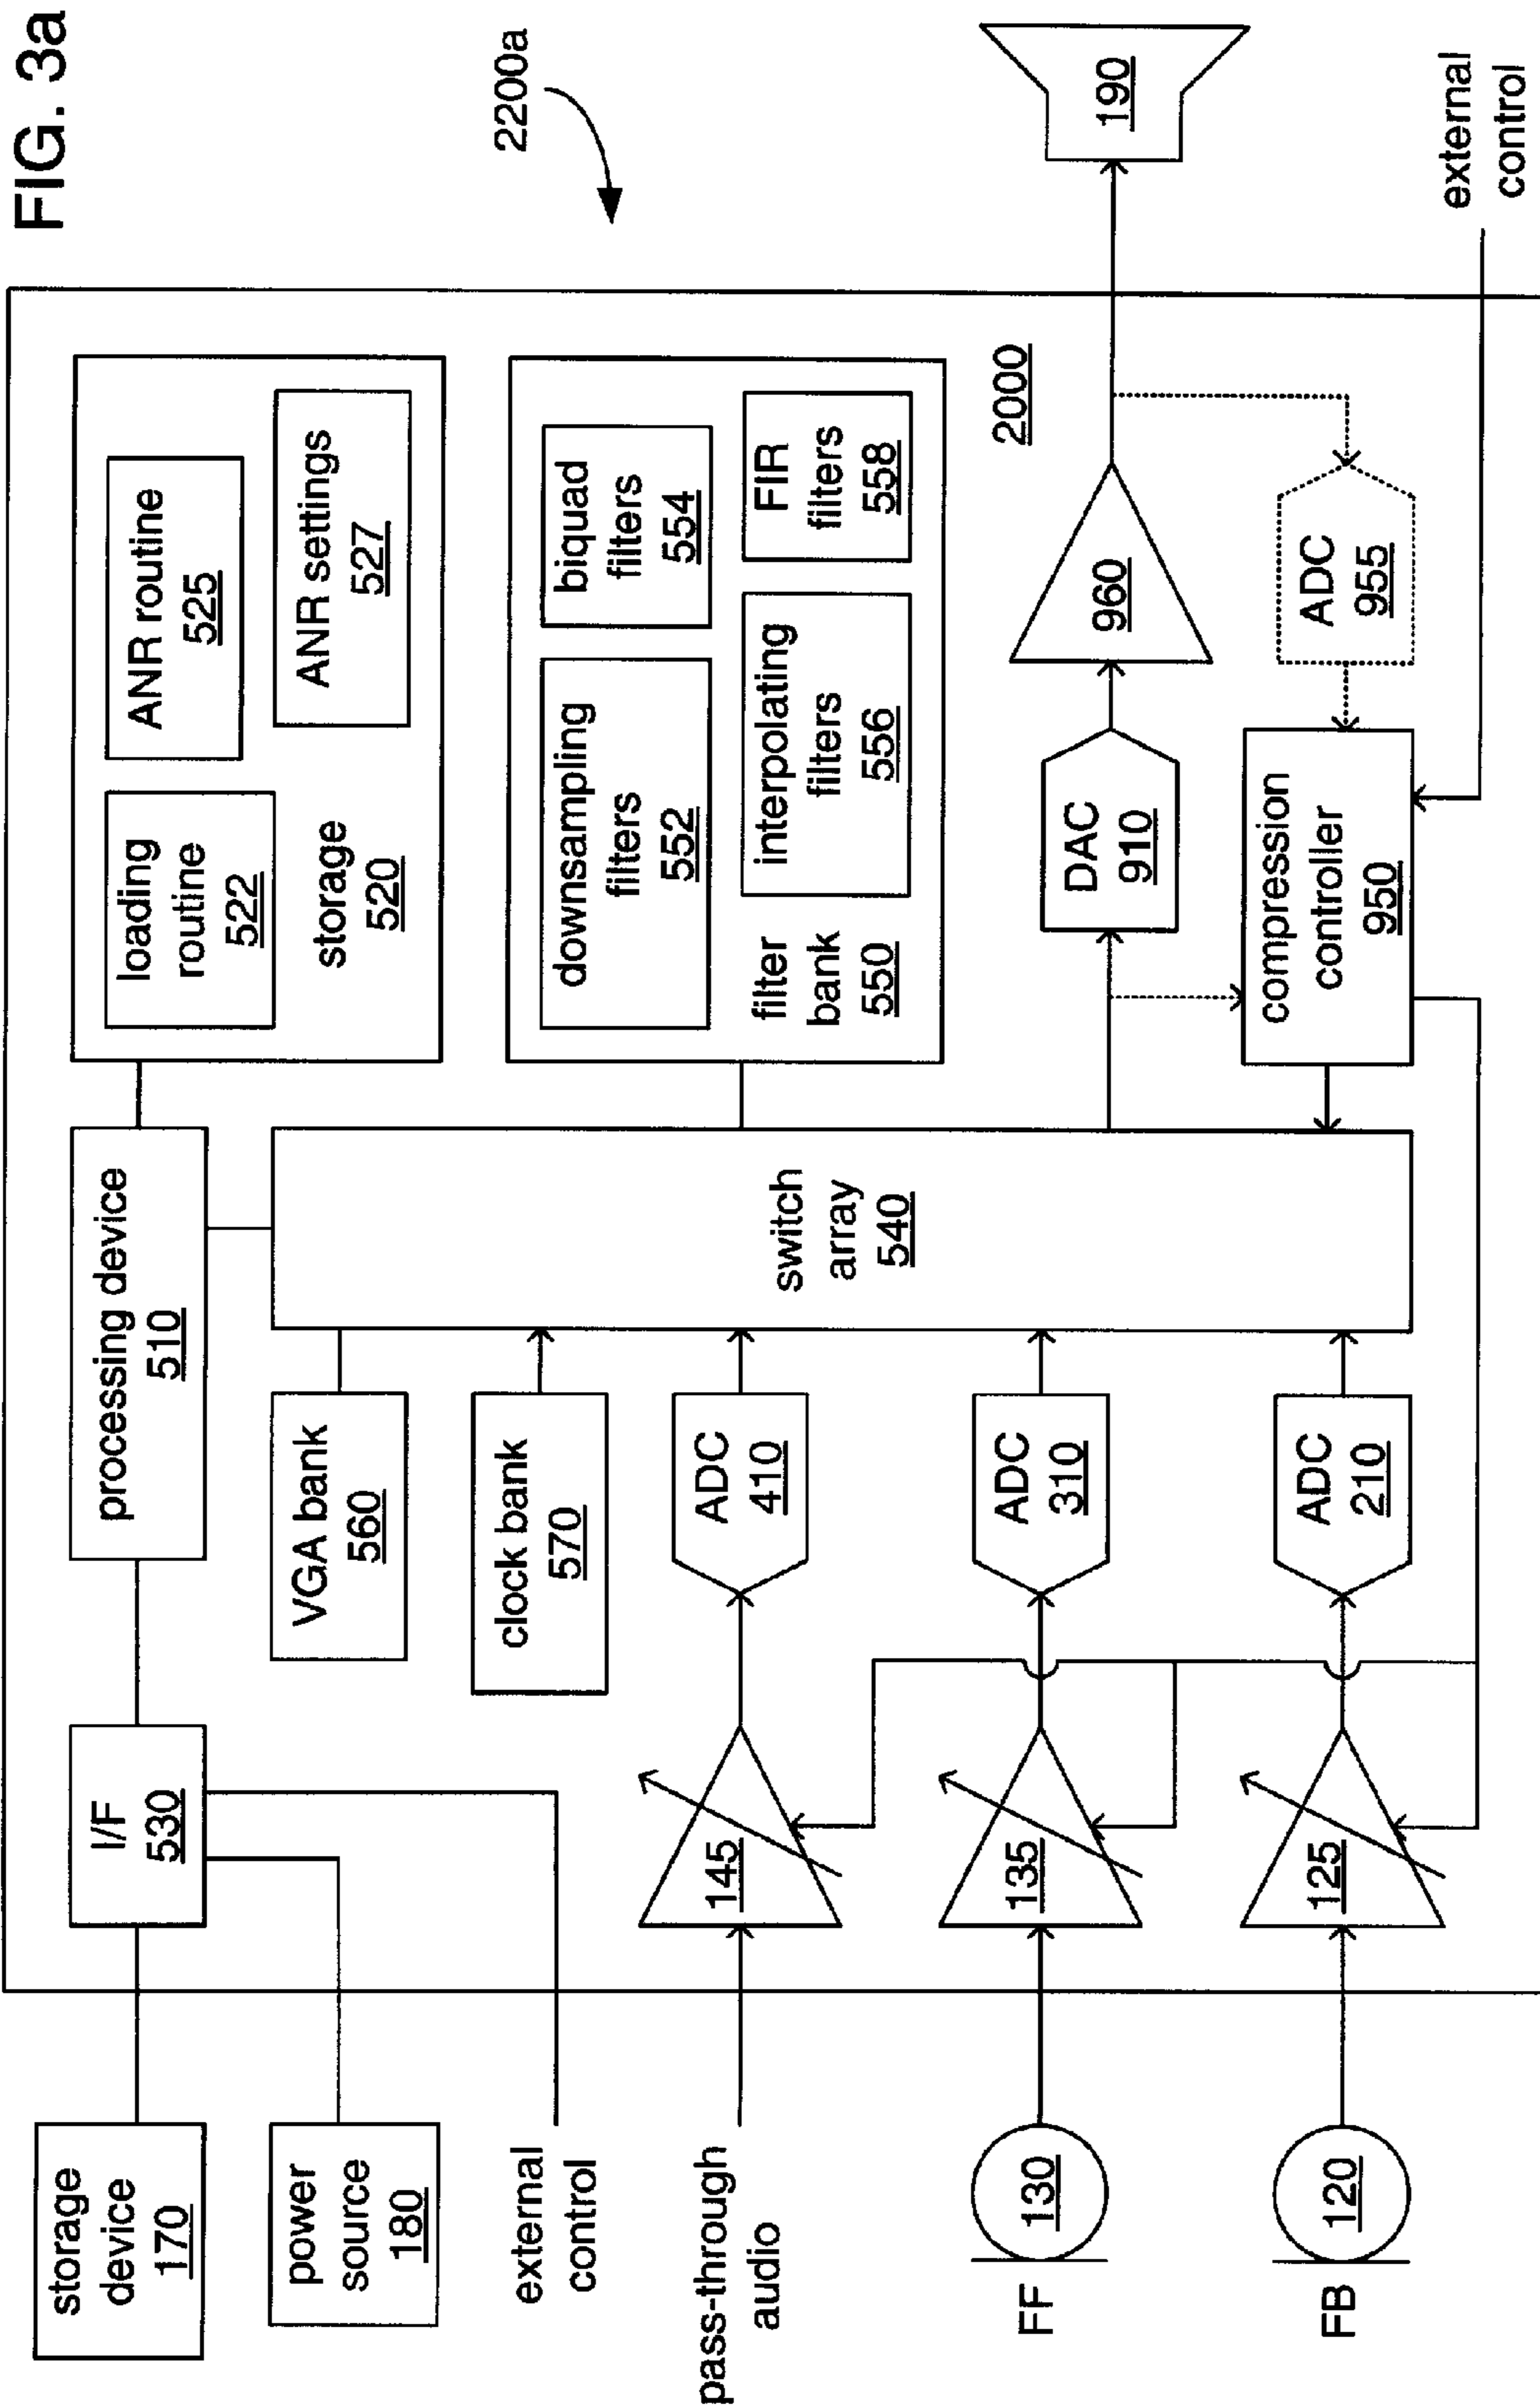 FIG. 3a
2200a
storage
device
170
I/F
530
processing device
510
loading
routine
522
ANR routine
525
storage
520
ANR settings
527
power
source
180
VGA bank
560
external
control
clock bank
570
switch
array
540
downsampling
filters
552
biquad
filters
554
filter
bank
550
interpolating
filters
556
FIR
filters
558
pass-through
audio
145
ADC
410
2000
FF
130
135
ADC
310
DAC
910
960
190
FB
120
125
ADC
210
compression
controller
950
ADC
955
external
control